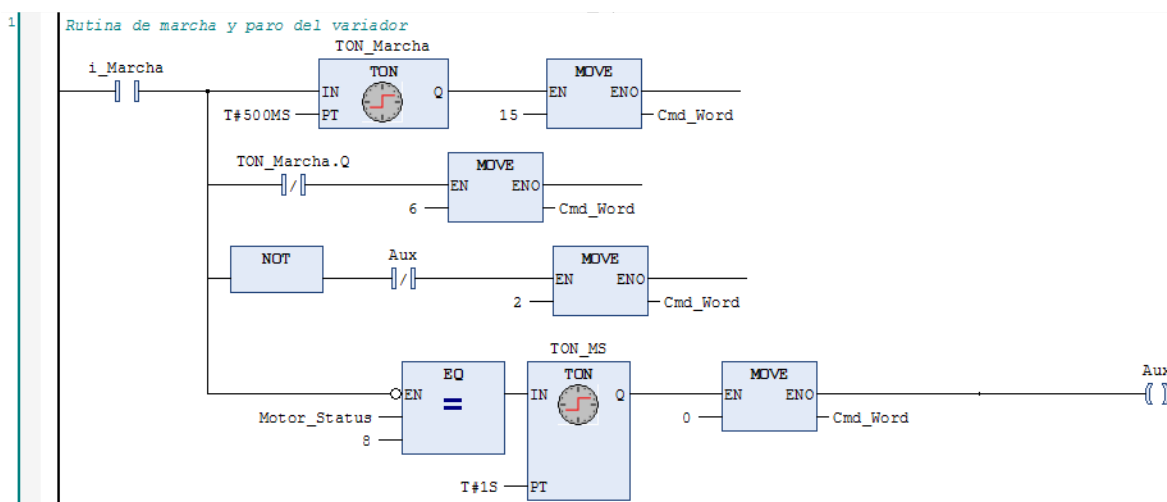 1 Rutina de marcha y paro del variador
TON_Marcha
i_Marcha
TON
MOVE
IN Q
EN ENO
T#500MS PT
15 Cmd_Word
TON_Marcha.Q
MOVE
EN ENO
6 Cmd_Word
NOT
Aux
MOVE
EN ENO
2 Cmd_Word
TON_MS
EQ
TON
MOVE
Aux
EN
=
IN Q
EN ENO
Motor_Status
0 Cmd_Word
8
T#1S PT